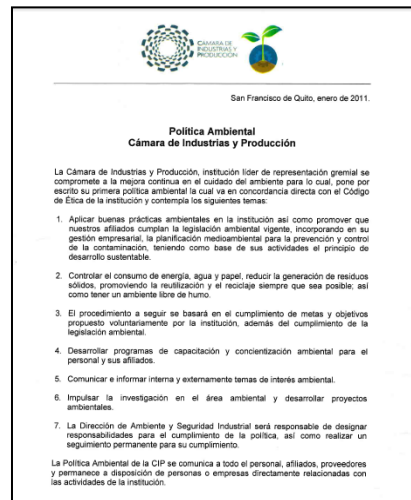 CÁMARA DE
INDUSTRIAS Y
PRODUCCIÓN
San Francisco de Quito, enero de 2011.
Política Ambiental
Cámara de Industrias y Producción
La Cámara de Industrias y Producción, institución líder de representación gremial se
compromete a la mejora continua en el cuidado del ambiente para lo cual, pone por
escrito su primera política ambiental la cual va en concordancia directa con el Código
de Ética de la institución y contempla los siguientes temas:
1. Aplicar buenas prácticas ambientales en la institución así como promover que
nuestros afiliados cumplan la legislación ambiental vigente, incorporando en su
gestión empresarial, la planificación medioambiental para la prevención y control
de la contaminación, teniendo como base de sus actividades el principio de
desarrollo sustentable.
2. Controlar el consumo de energía, agua y papel, reducir la generación de residuos
sólidos, promoviendo la reutilización y el reciclaje siempre que sea posible; así
como tener un ambiente libre de humo.
3. El procedimiento a seguir se basará en el cumplimiento de metas y objetivos
propuesto voluntariamente por la institución, además del cumplimiento de la
legislación ambiental.
4. Desarrollar programas de capacitación y concientización ambiental para el
personal y sus afiliados.
5. Comunicar e informar interna y externamente temas de interés ambiental.
6. Impulsar la investigación en el área ambiental y desarrollar proyectos
ambientales.
7. La Dirección de Ambiente y Seguridad Industrial será responsable de designar
responsabilidades para el cumplimiento de la política, así como realizar un
seguimiento permanente para su cumplimiento.
La Política Ambiental de la CIP se comunica a todo el personal, afiliados, proveedores
y permanece a disposición de personas o empresas directamente relacionadas con
las actividades de la institución.